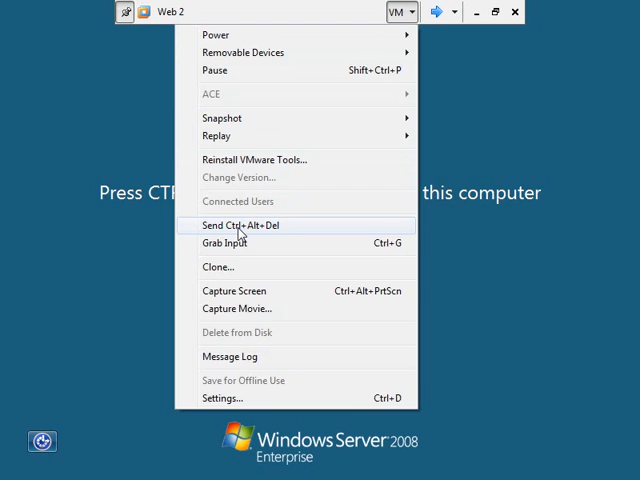 Web 2
VM
Power
Removable Devices
Pause Shift+Ctrl+P
ACE
Snapshot
Replay
Reinstall VMware Tools...
Change Version...
Press CT this computer
Connected Users
Send Ctrl+Alt+Del
Grab Input Ctrl+G
Clone...
Capture Screen Ctrl+Alt+PrtScn
Capture Movie...
Delete from Disk
Message Log
Save for Offline Use
Settings... Ctrl+D
Windows Server 2008
Enterprise